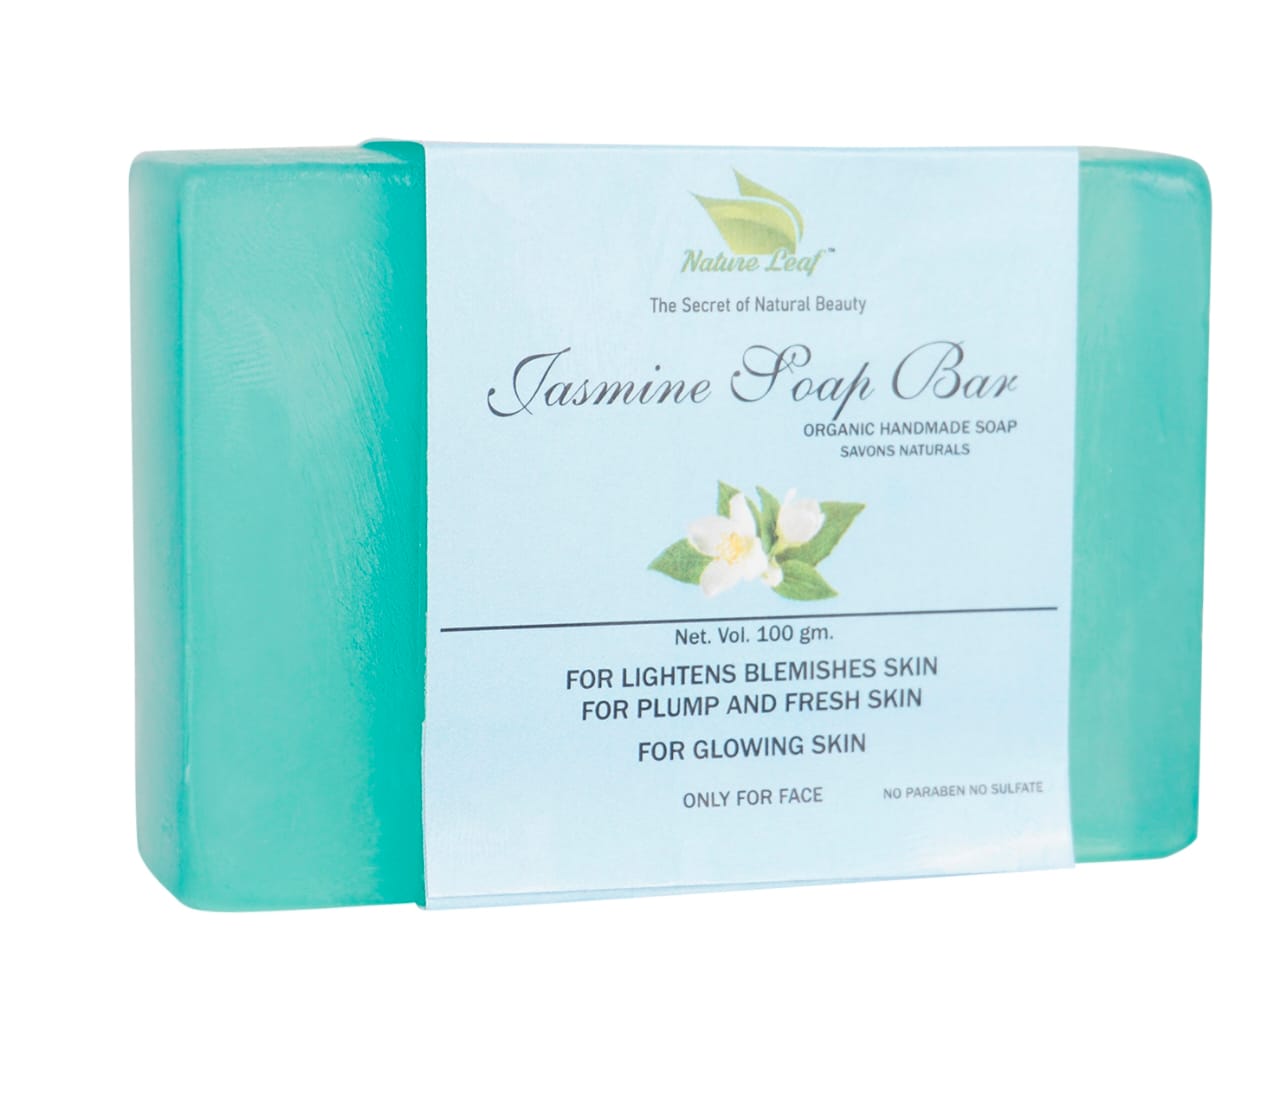 Nature Leaf™
The Secret of Natural Beauty
Jasmine Soap Bar
ORGANIC HANDMADE SOAP
SAVONS NATURALS
Net. Vol. 100 gm.
FOR LIGHTENS BLEMISHES SKIN
FOR PLUMP AND FRESH SKIN
FOR GLOWING SKIN
ONLY FOR FACE
NO PARABEN NO SULFATE